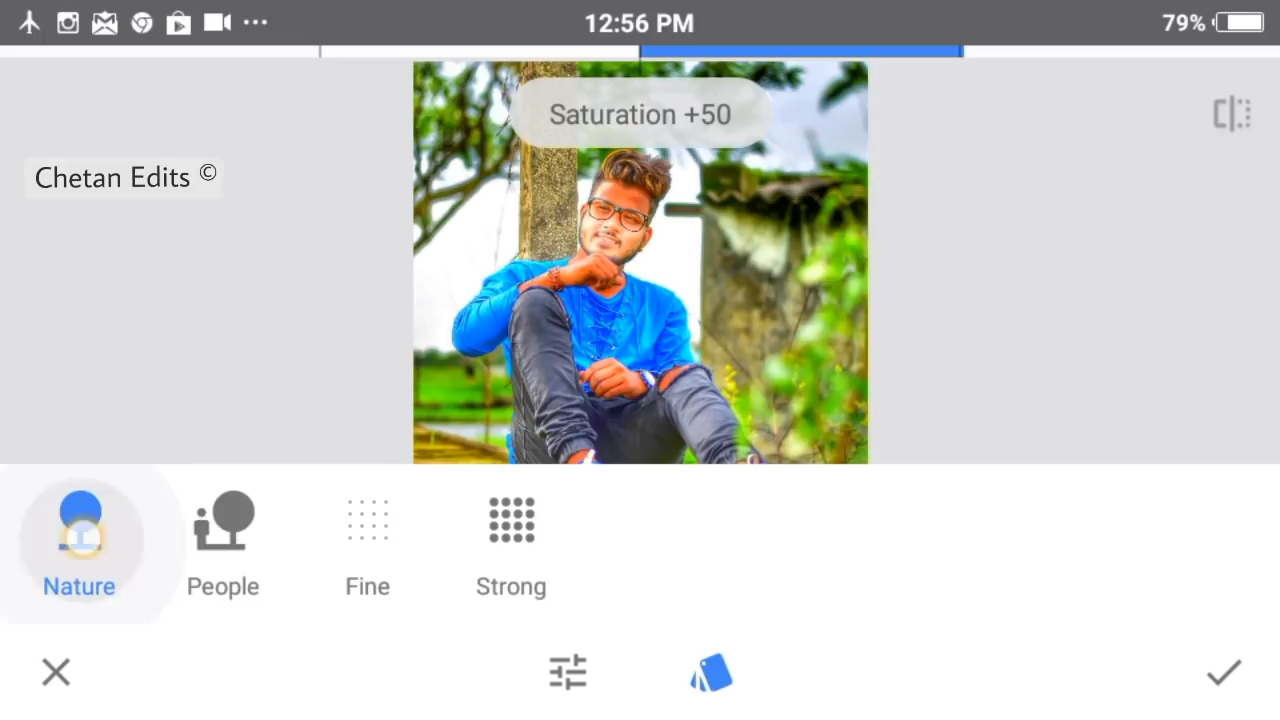 12:56 PM
79%
Saturation +50
Chetan Edits ©
Nature
People
Fine
Strong